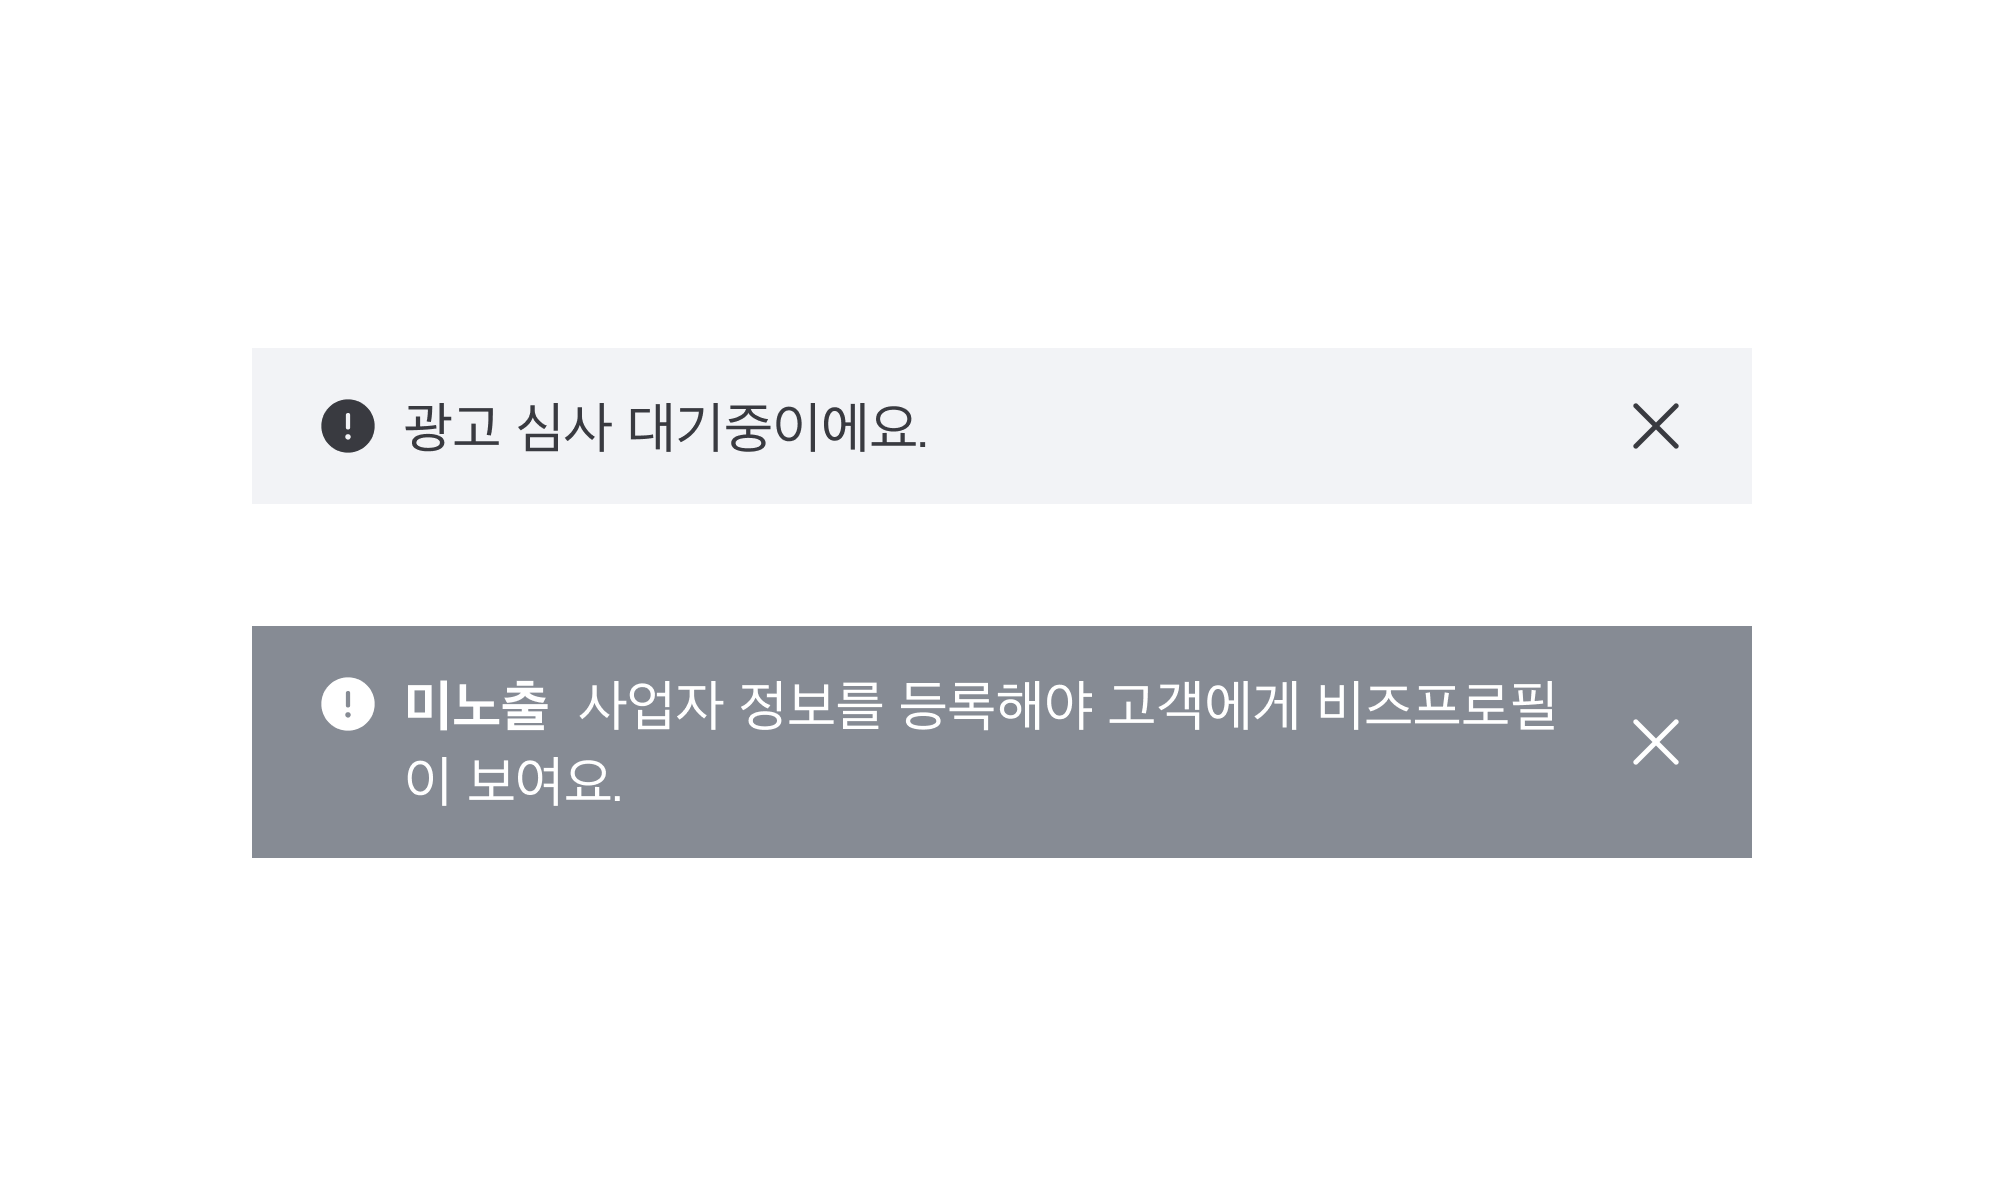 광고 심사 대기중이에요.
미노출 사업자 정보를 등록해야 고객에게 비즈프로필
이 보여요.